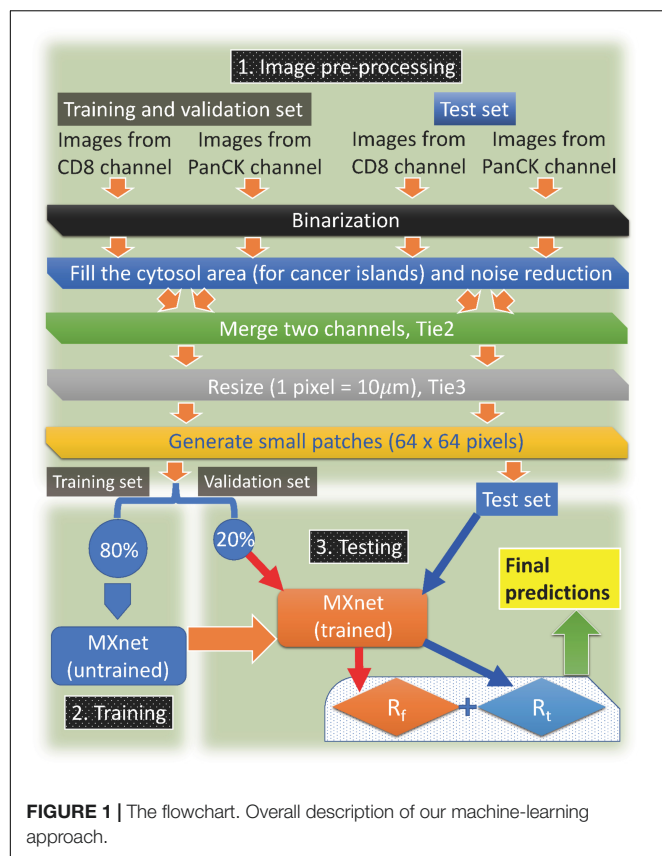 1. Image pre-processing
Training and validation set
Test set
Images from
CD8 channel
Images from
PanCK channel
Images from
CD8 channel
Images from
PanCK channel
Binarization
Fill the cytosol area (for cancer islands) and noise reduction
Merge two channels, Tie2
Resize (1 pixel = 10μm), Tie3
Generate small patches (64 x 64 pixels)
Training set
Validation set
Test set
80%
20%
3. Testing
Final
predictions
MXnet
(trained)
MXnet
(untrained)
2. Training
Rf
+
Rt
FIGURE 1 | The flowchart. Overall description of our machine-learning
approach.